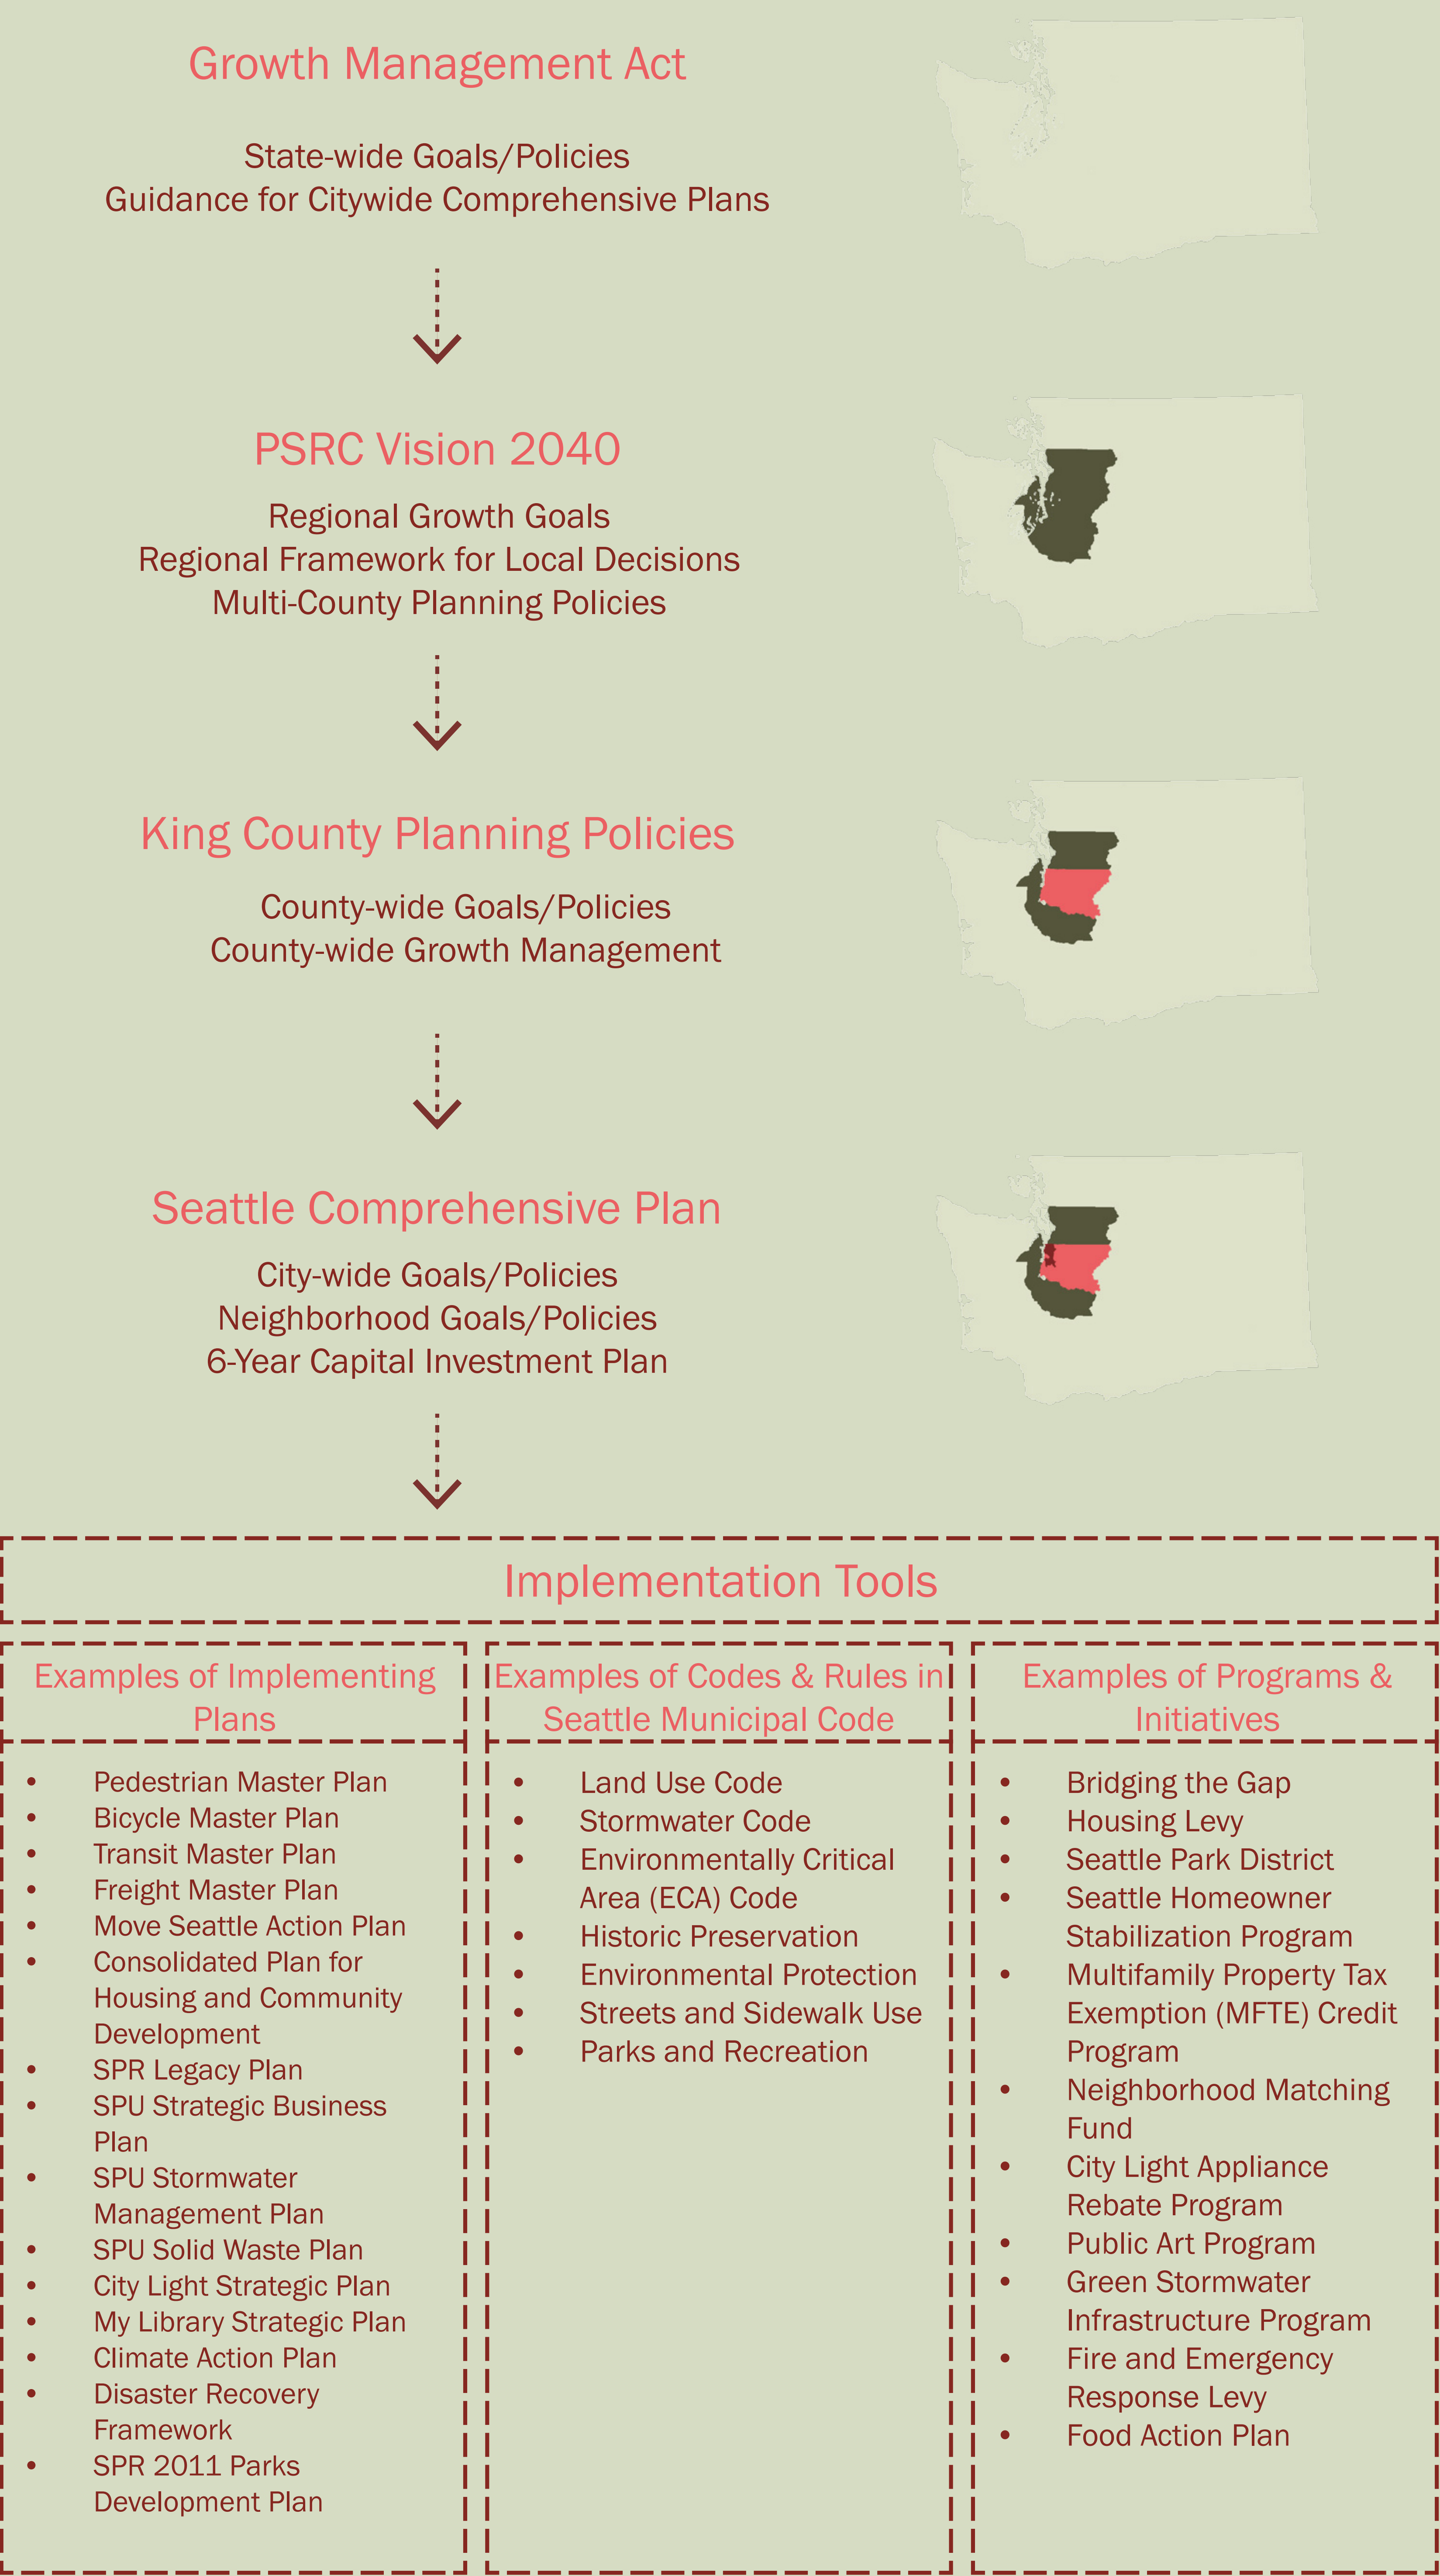 Growth Management Act
State-wide Goals/Policies
Guidance for Citywide Comprehensive Plans
PSRC Vision 2040
Regional Growth Goals
Regional Framework for Local Decisions
Multi-County Planning Policies
King County Planning Policies
County-wide Goals/Policies
County-wide Growth Management
Seattle Comprehensive Plan
City-wide Goals/Policies
Neighborhood Goals/Policies
6-Year Capital Investment Plan
Implementation Tools
Examples of Implementing
Plans
• Pedestrian Master Plan
• Bicycle Master Plan
• Transit Master Plan
• Freight Master Plan
• Move Seattle Action Plan
• Consolidated Plan for
Housing and Community
Development
• SPR Legacy Plan
• SPU Strategic Business
Plan
• SPU Stormwater
Management Plan
• SPU Solid Waste Plan
• City Light Strategic Plan
• My Library Strategic Plan
• Climate Action Plan
• Disaster Recovery
Framework
• SPR 2011 Parks
Development Plan
Examples of Codes & Rules in
Seattle Municipal Code
• Land Use Code
• Stormwater Code
• Environmentally Critical
Area (ECA) Code
• Historic Preservation
• Environmental Protection
• Streets and Sidewalk Use
• Parks and Recreation
Examples of Programs &
Initiatives
• Bridging the Gap
• Housing Levy
• Seattle Park District
• Seattle Homeowner
Stabilization Program
• Multifamily Property Tax
Exemption (MFTE) Credit
Program
• Neighborhood Matching
Fund
• City Light Appliance
Rebate Program
• Public Art Program
• Green Stormwater
Infrastructure Program
• Fire and Emergency
Response Levy
• Food Action Plan